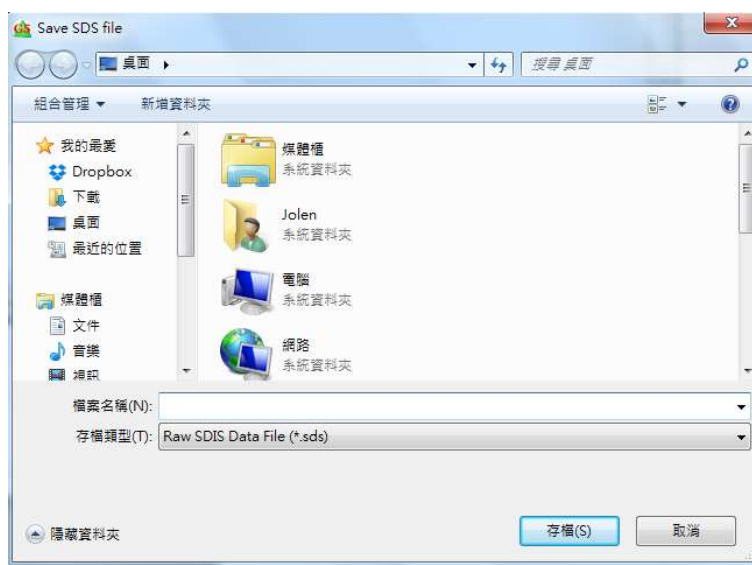 GS Save SDS file
桌面
搜尋 桌面
組合管理
新增資料夾
我的最愛
Dropbox
下載
桌面
最近的位置
媒體櫃
文件
音樂
視訊
媒體櫃
系統資料夾
Jolen
系統資料夾
電腦
系統資料夾
網路
系統資料夾
檔案名稱(N):
存檔類型(T): Raw SDIS Data File (*.sds)
隱藏資料夾
存檔(S)
取消